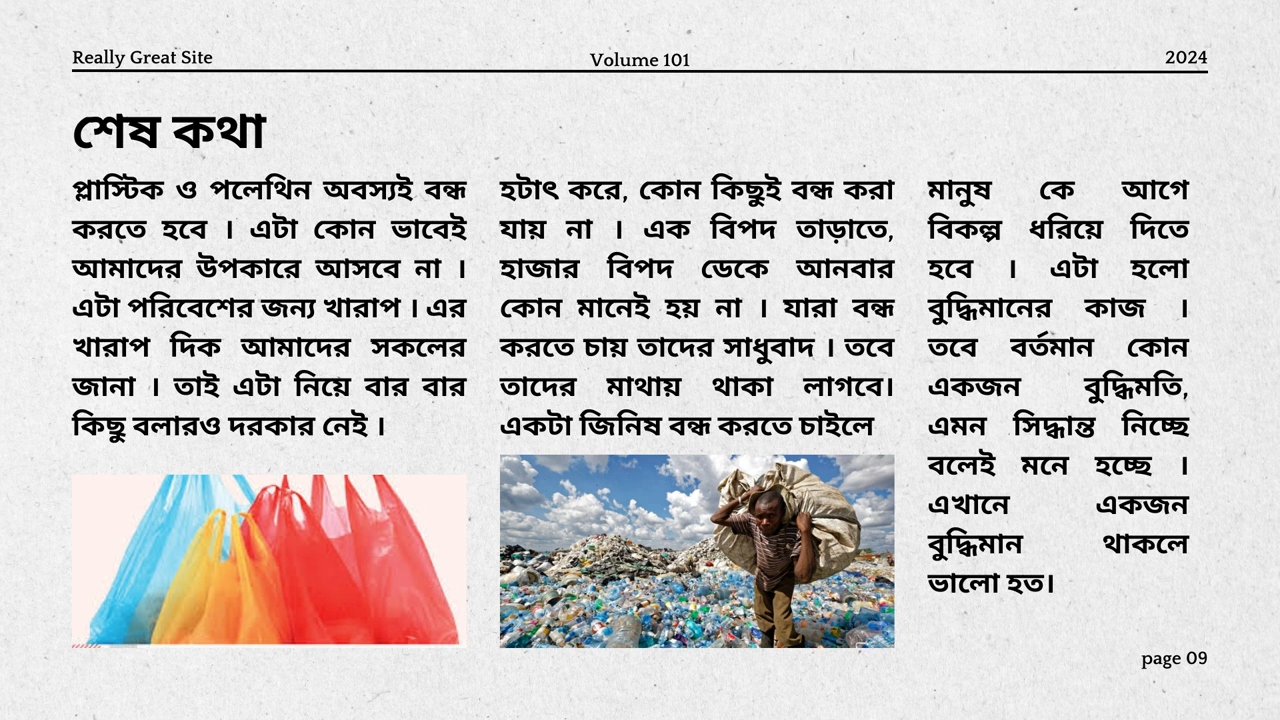 Really Great Site
Volume 101
2024
শেষ কথা
প্লাস্টিক ও পলেথিন অবস্যই বন্ধ
করতে হবে । এটা কোন ভাবেই
আমাদের উপকারে আসবে না ।
এটা পরিবেশের জন্য খারাপ । এর
খারাপ দিক আমাদের সকলের
জানা । তাই এটা নিয়ে বার বার
কিছু বলারও দরকার নেই ।
হটাৎ করে, কোন কিছুই বন্ধ করা
যায় না । এক বিপদ তাড়াতে,
হাজার বিপদ ডেকে আনবার
কোন মানেই হয় না । যারা বন্ধ
করতে চায় তাদের সাধুবাদ । তবে
তাদের মাথায় থাকা লাগবে।
একটা জিনিষ বন্ধ করতে চাইলে
মানুষ কে আগে
বিকল্প ধরিয়ে দিতে
হবে । এটা হলো
বুদ্ধিমানের কাজ ।
তবে বর্তমান কোন
একজন বুদ্ধিমতি,
এমন সিদ্ধান্ত নিচ্ছে
বলেই মনে হচ্ছে ।
এখানে একজন
বুদ্ধিমান থাকলে
ভালো হত।
page 09